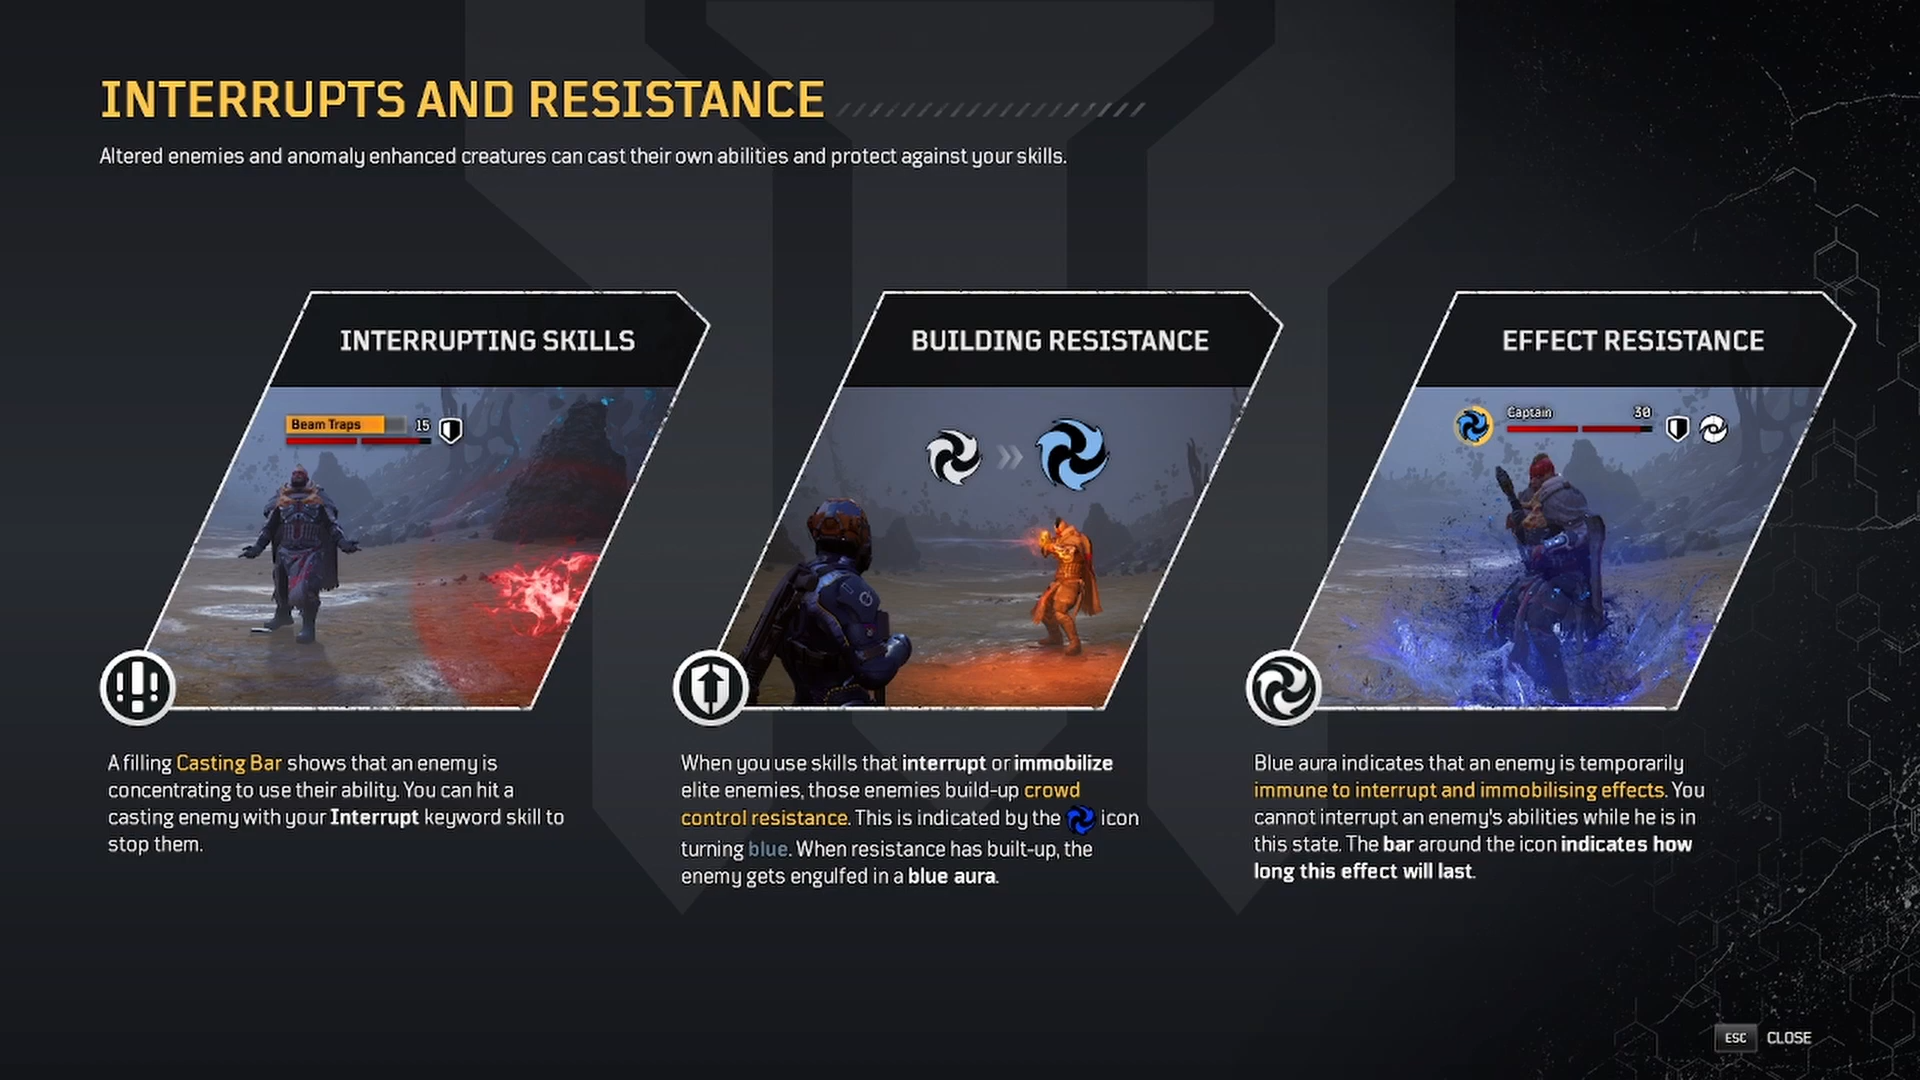 INTERRUPTS AND RESISTANCE
Altered enemies and anomaly enhanced creatures can cast their own abilities and protect against your skills.
INTERRUPTING SKILLS
Beam Traps 15
A filling Casting Bar shows that an enemy is
concentrating to use their ability. You can hit a
casting enemy with your Interrupt keyword skill to
stop them.
BUILDING RESISTANCE
When you use skills that interrupt or immobilize
elite enemies, those enemies build-up crowd
control resistance. This is indicated by the icon
turning blue. When resistance has built-up, the
enemy gets engulfed in a blue aura.
EFFECT RESISTANCE
Captain 30
Blue aura indicates that an enemy is temporarily
immune to interrupt and immobilising effects. You
cannot interrupt an enemy's abilities while he is in
this state. The bar around the icon indicates how
long this effect will last.
ESC CLOSE